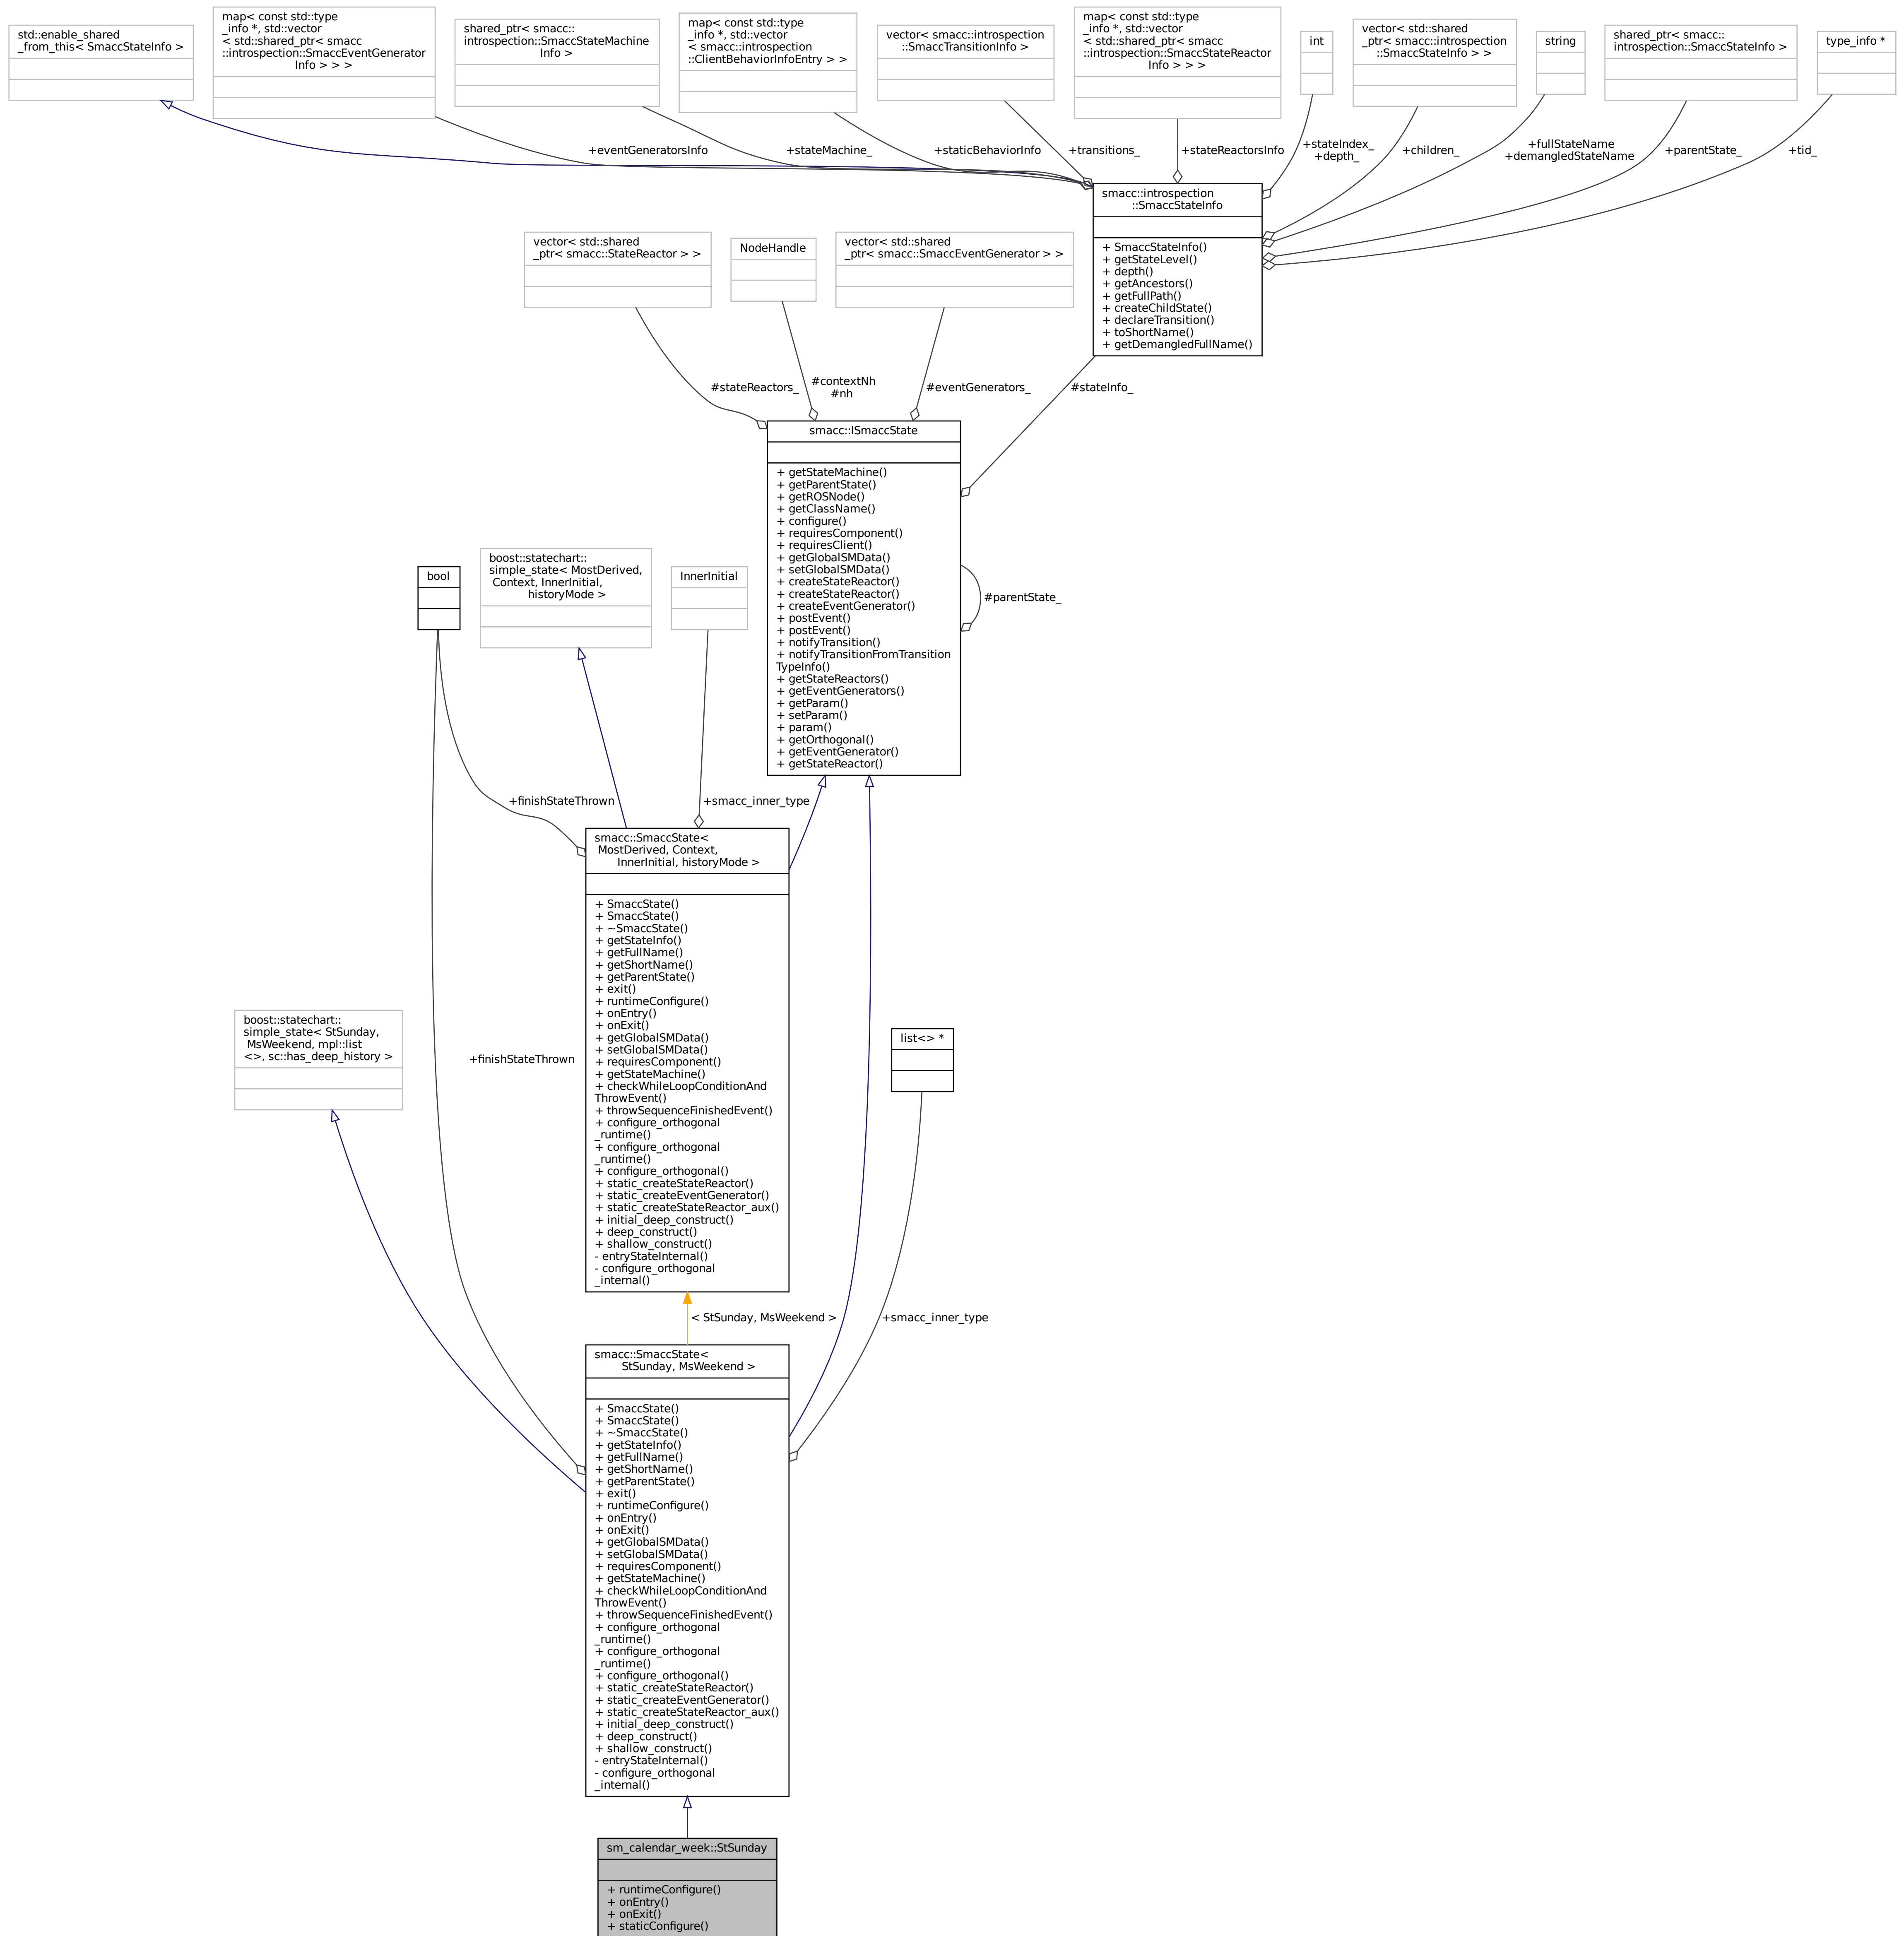 std::enable_shared
_from_this< SmaccStateInfo >
map< const std::type
_info *, std::vector
< std::shared_ptr< smacc
::introspection::SmaccEventGenerator
Info > > >
shared_ptr< smacc::
introspection::SmaccStateMachine
Info >
map< const std::type
_info *, std::vector
< smacc::introspection
::ClientBehaviorInfoEntry > >
vector< smacc::introspection
::SmaccTransitionInfo >
map< const std::type
_info *, std::vector
< std::shared_ptr< smacc
::introspection::SmaccStateReactor
Info > > >
int
vector< std::shared
_ptr< smacc::introspection
::SmaccStateInfo > >
string
shared_ptr< smacc::
introspection::SmaccStateInfo >
type_info *
+eventGeneratorsInfo
+stateMachine_
+staticBehaviorInfo
+transitions_
+stateReactorsInfo
+stateIndex_
+depth_
+children_
+fullStateName
+demangledStateName
+parentState_
+tid_
smacc::introspection
::SmaccStateInfo
+ SmaccStateInfo()
+ getStateLevel()
+ depth()
+ getAncestors()
+ getFullPath()
+ createChildState()
+ declareTransition()
+ toShortName()
+ getDemangledFullName()
vector< std::shared
_ptr< smacc::StateReactor > >
NodeHandle
vector< std::shared
_ptr< smacc::SmaccEventGenerator > >
#stateReactors_
#contextNh
#nh
#eventGenerators_
#stateInfo_
smacc::ISmaccState
+ getStateMachine()
+ getParentState()
+ getROSNode()
+ getClassName()
+ configure()
+ requiresComponent()
+ requiresClient()
+ getGlobalSMData()
+ setGlobalSMData()
+ createStateReactor()
+ createStateReactor()
+ createEventGenerator()
+ postEvent()
+ postEvent()
+ notifyTransition()
+ notifyTransitionFromTransition
TypeInfo()
+ getStateReactors()
+ getEventGenerators()
+ getParam()
+ setParam()
+ param()
+ getOrthogonal()
+ getEventGenerator()
+ getStateReactor()
#parentState_
bool
boost::statechart::
simple_state< MostDerived,
Context, InnerInitial,
historyMode >
InnerInitial
+finishStateThrown
+smacc_inner_type
smacc::SmaccState<
MostDerived, Context,
InnerInitial, historyMode >
+ SmaccState()
+ SmaccState()
+ ~SmaccState()
+ getStateInfo()
+ getFullName()
+ getShortName()
+ getParentState()
+ exit()
+ runtimeConfigure()
+ onEntry()
+ onExit()
+ getGlobalSMData()
+ setGlobalSMData()
+ requiresComponent()
+ getStateMachine()
+ checkWhileLoopConditionAnd
ThrowEvent()
+ throwSequenceFinishedEvent()
+ configure_orthogonal
_runtime()
+ configure_orthogonal
_runtime()
+ configure_orthogonal()
+ static_createStateReactor()
+ static_createEventGenerator()
+ static_createStateReactor_aux()
+ initial_deep_construct()
+ deep_construct()
+ shallow_construct()
- entryStateInternal()
- configure_orthogonal
_internal()
boost::statechart::
simple_state< StSunday,
MsWeekend, mpl::list
<>, sc::has_deep_history >
+finishStateThrown
list<> *
< StSunday, MsWeekend >
+smacc_inner_type
smacc::SmaccState<
StSunday, MsWeekend >
+ SmaccState()
+ SmaccState()
+ ~SmaccState()
+ getStateInfo()
+ getFullName()
+ getShortName()
+ getParentState()
+ exit()
+ runtimeConfigure()
+ onEntry()
+ onExit()
+ getGlobalSMData()
+ setGlobalSMData()
+ requiresComponent()
+ getStateMachine()
+ checkWhileLoopConditionAnd
ThrowEvent()
+ throwSequenceFinishedEvent()
+ configure_orthogonal
_runtime()
+ configure_orthogonal
_runtime()
+ configure_orthogonal()
+ static_createStateReactor()
+ static_createEventGenerator()
+ static_createStateReactor_aux()
+ initial_deep_construct()
+ deep_construct()
+ shallow_construct()
- entryStateInternal()
- configure_orthogonal
_internal()
sm_calendar_week::StSunday
+ runtimeConfigure()
+ onEntry()
+ onExit()
+ staticConfigure()